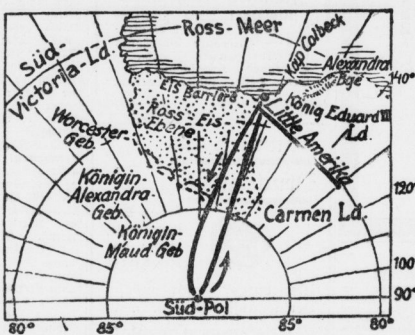 Ross-Meer
Süd-
Victoria-Ld.
Kap Colbeck
Alexandra
Bge
140°
Eis Barriere
Ross-Eis
Ebene
König Eduard VII
Ld.
Little Amerika
Worcester-
Geb.
Königin-
Alexandra-
Geb.
Königin-
Maud-Geb
Carmen Ld.
120°
100°
90°
Süd-Pol
80° 85° 85° 80°